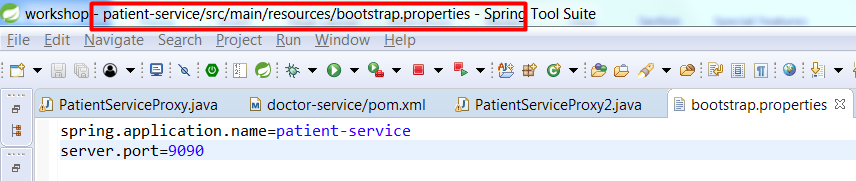 workshop - patient-service/src/main/resources/bootstrap.properties - Spring Tool Suite
File Edit Navigate Search Project Run Window Help
PatientServiceProxy.java doctor-service/pom.xml PatientServiceProxy2.java bootstrap.properties
spring.application.name=patient-service
server.port=9090